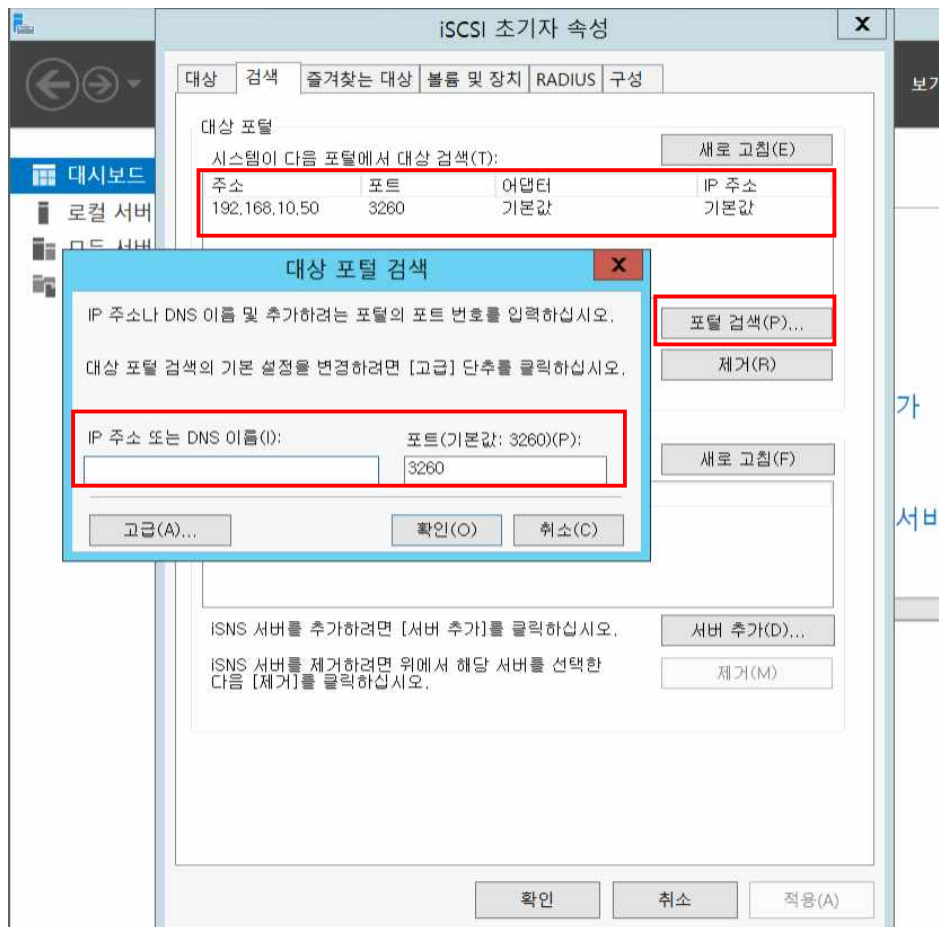 iSCSI 초기자 속성
x
대상 검색 즐겨찾는 대상 볼륨 및 장치 RADIUS 구성
보기
대상 포털
시스템이 다음 포털에서 대상 검색(T):
새로 고침(E)
주소 포트 어댑터 IP 주소
192.168.10.50 3260 기본값 기본값
대시보드
로컬 서버
모든 서버
대상 포털 검색
x
IP 주소나 DNS 이름 및 추가하려는 포털의 포트 번호를 입력하십시오.
대상 포털 검색의 기본 설정을 변경하려면 [고급] 단추를 클릭하십시오.
IP 주소 또는 DNS 이름(I): 포트(기본값: 3260)(P):
3260
고급(A)... 확인(O) 취소(C)
포털 검색(P)...
제거(R)
가
새로 고침(F)
서버
iSNS 서버를 추가하려면 [서버 추가]를 클릭하십시오.
서버 추가(D)...
iSNS 서버를 제거하려면 위에서 해당 서버를 선택한
다음 [제거]를 클릭하십시오.
제거(M)
확인 취소 적용(A)